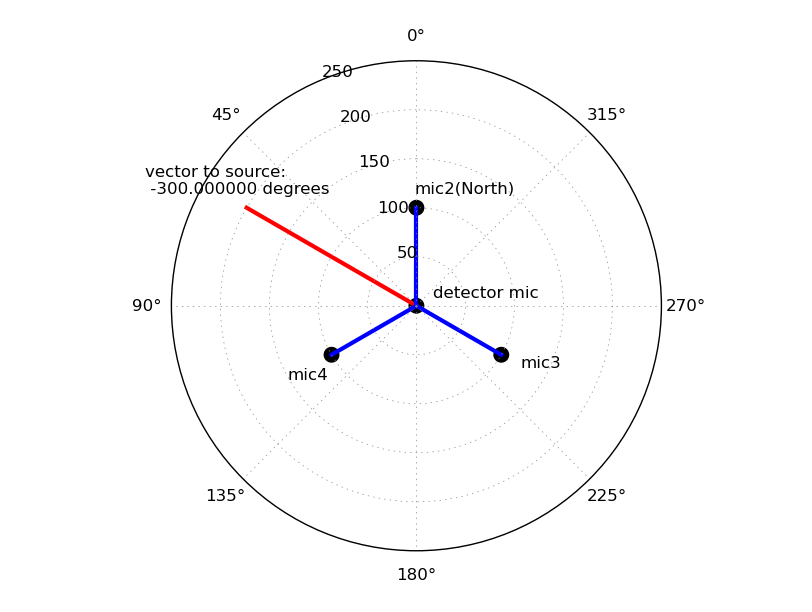 0°
250
45°
315°
200
150
vector to source:
-300.000000 degrees
mic2(North)
100
50
detector mic
90°
270°
mic3
mic4
135°
225°
180°